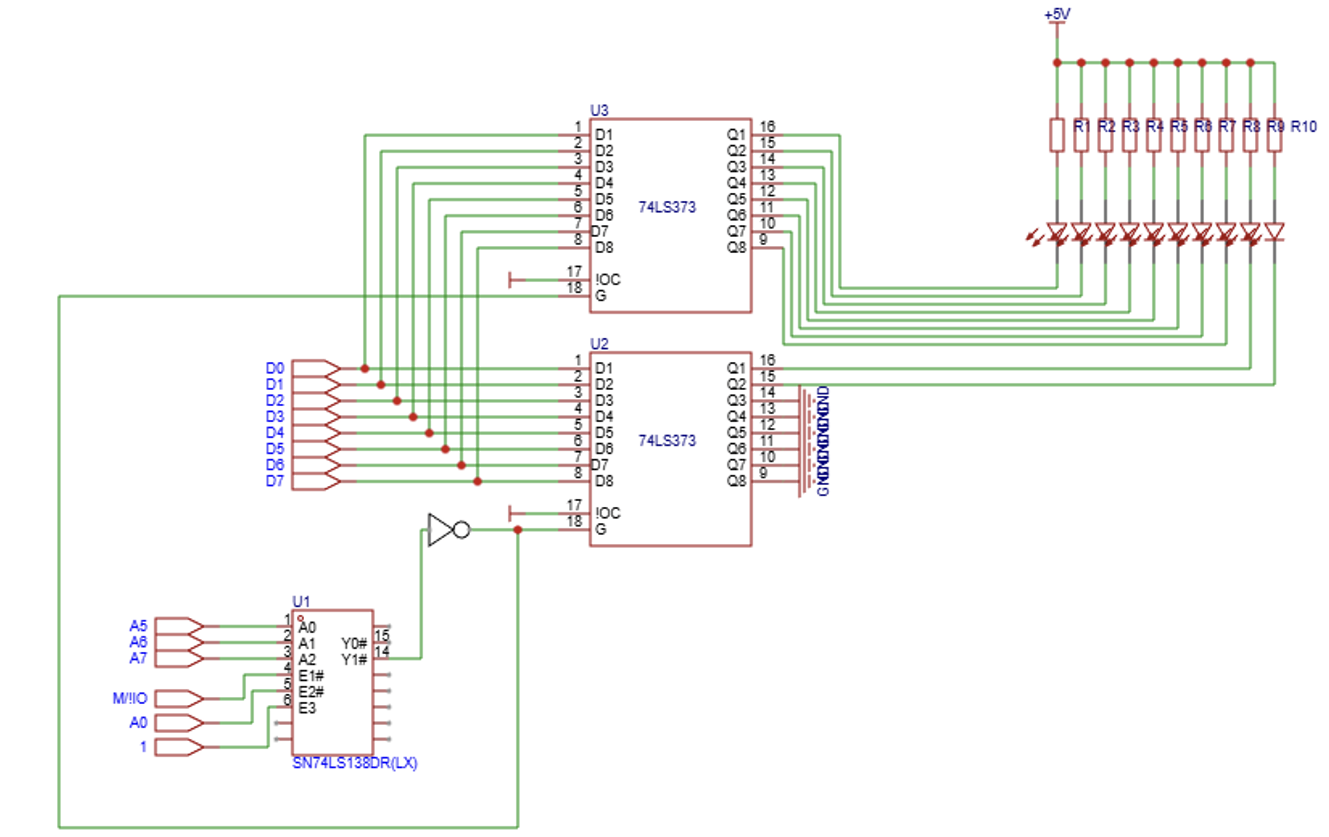 +5V
R1 R2 R3 R4 R5 R6 R7 R8 R9 R10
U3
1 D1 Q1 16
2 D2 Q2 15
3 D3 Q3 14
4 D4 Q4 13
5 D5 74LS373 Q5 12
6 D6 Q6 11
7 D7 Q7 10
8 D8 Q8 9
17 !OC
18 G
U2
D0 1 D1 Q1 16
D1 2 D2 Q2 15
D2 3 D3 Q3 14
D3 4 D4 Q4 13
D4 5 D5 74LS373 Q5 12
D5 6 D6 Q6 11
D6 7 D7 Q7 10
D7 8 D8 Q8 9
GND
17 !OC
18 G
U1
A5 1 A0
A6 2 A1 Y0# 15
A7 3 A2 Y1# 14
4 E1#
M/!IO 5 E2#
A0 6 E3
1
SN74LS138DR(LX)